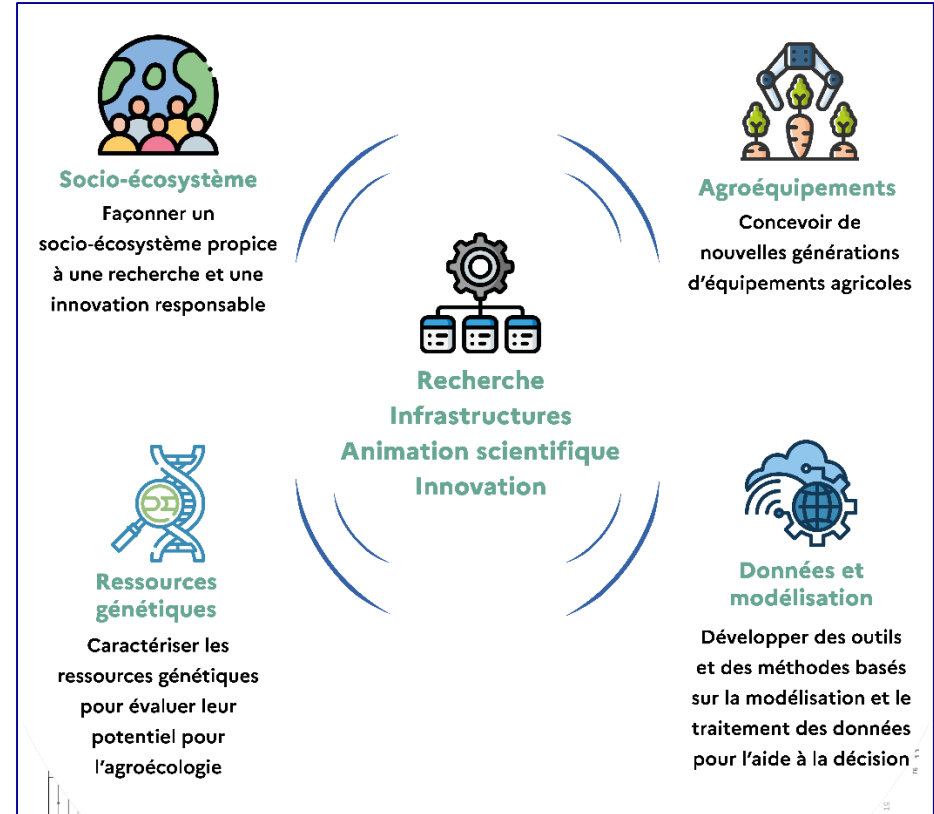 Socio-écosystème
Façonner un
socio-écosystème propice
à une recherche et une
innovation responsable
Agroéquipements
Concevoir de
nouvelles générations
d'équipements agricoles
Recherche
Infrastructures
Animation scientifique
Innovation
Ressources
génétiques
Caractériser les
ressources génétiques
pour évaluer leur
potentiel pour
l'agroécologie
Données et
modélisation
Développer des outils
et des méthodes basés
sur la modélisation et le
traitement des données
pour l'aide à la décision